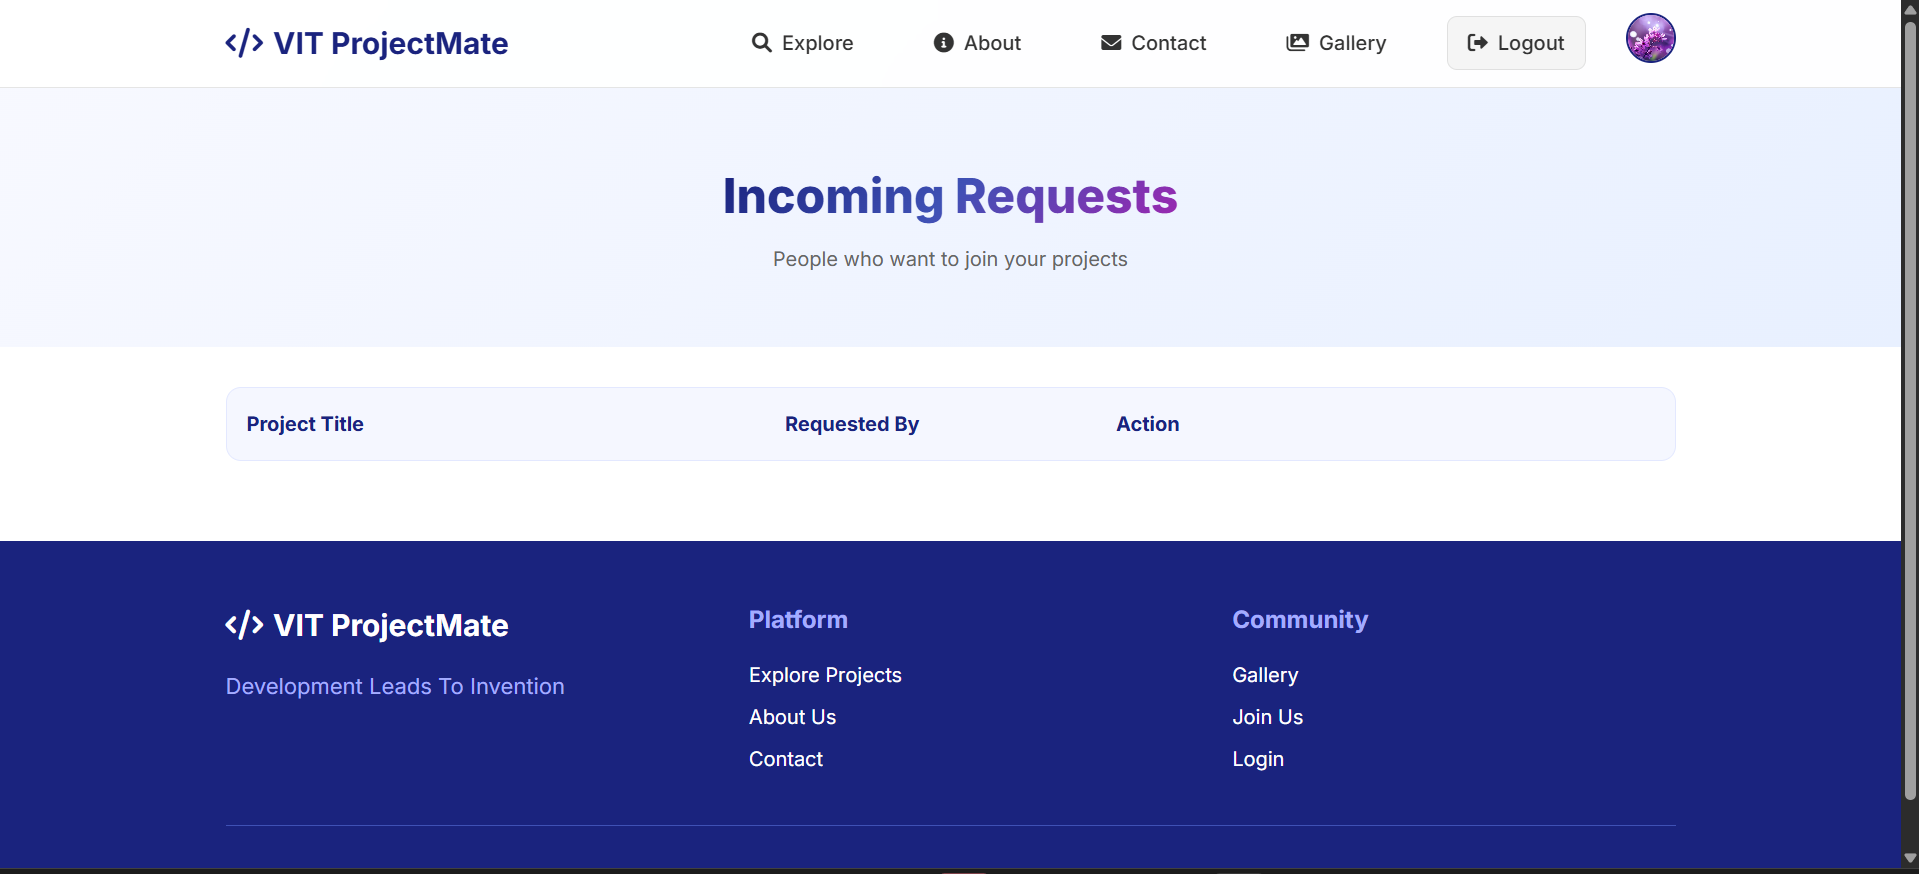 </> VIT ProjectMate
Explore
About
Contact
Gallery
Logout
Incoming Requests
People who want to join your projects
Project Title
Requested By
Action
</> VIT ProjectMate
Development Leads To Invention
Platform
Explore Projects
About Us
Contact
Community
Gallery
Join Us
Login